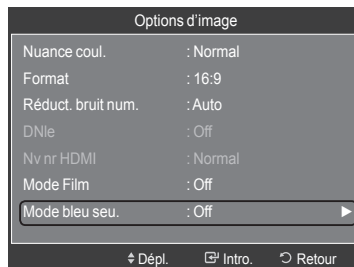 Options d'image
Nuance coul. : Normal
Format : 16:9
Réduct. bruit num. : Auto
DNIe : Off
Nv nr HDMI : Normal
Mode Film : Off
Mode bleu seu. : Off
Dépl. Intro. Retour